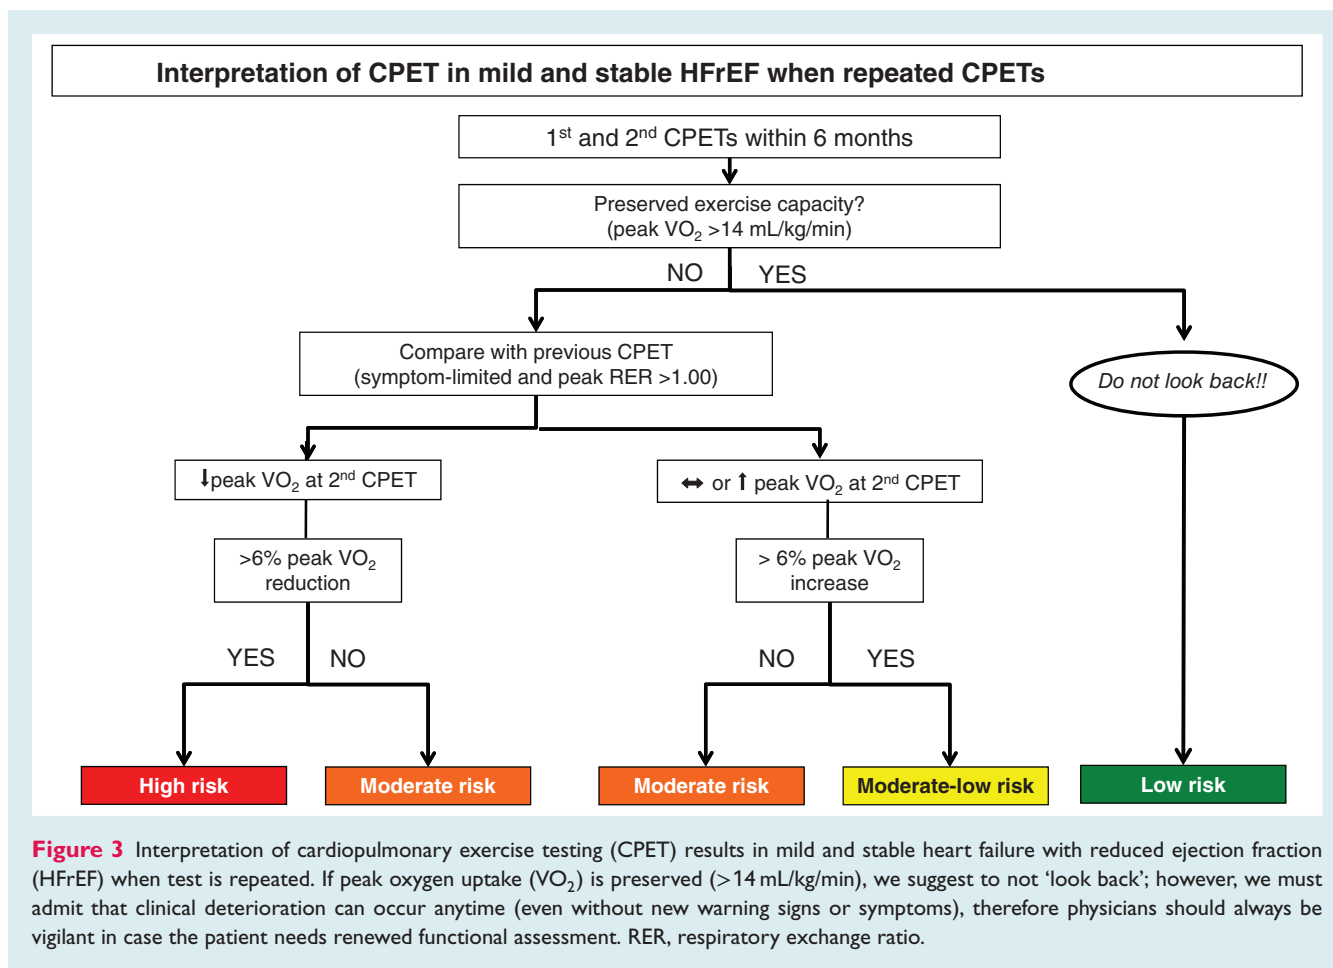 Interpretation of CPET in mild and stable HFrEF when repeated CPETs
1st and 2nd CPETs within 6 months
Preserved exercise capacity?
(peak VO2 >14 mL/kg/min)
NO YES
Compare with previous CPET
(symptom-limited and peak RER >1.00)
Do not look back!!
↓peak VO2 at 2nd CPET
↔ or ↑ peak VO2 at 2nd CPET
>6% peak VO2
reduction
> 6% peak VO2
increase
YES NO
NO YES
High risk
Moderate risk
Moderate risk
Moderate-low risk
Low risk
Figure 3 Interpretation of cardiopulmonary exercise testing (CPET) results in mild and stable heart failure with reduced ejection fraction
(HFrEF) when test is repeated. If peak oxygen uptake (VO2) is preserved (>14 mL/kg/min), we suggest to not ‘look back’; however, we must
admit that clinical deterioration can occur anytime (even without new warning signs or symptoms), therefore physicians should always be
vigilant in case the patient needs renewed functional assessment. RER, respiratory exchange ratio.